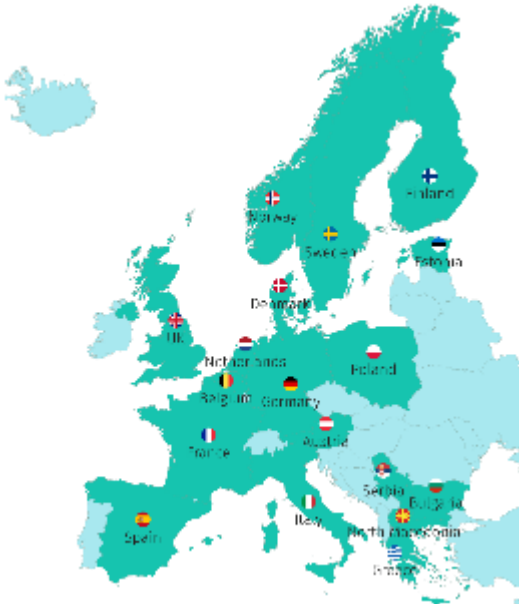 Finland
Norway
Sweden
Estonia
Denmark
UK
Netherlands
Poland
Belgium
Germany
Austria
France
Serbia
Bulgaria
Italy
North Macedonia
Spain
Greece